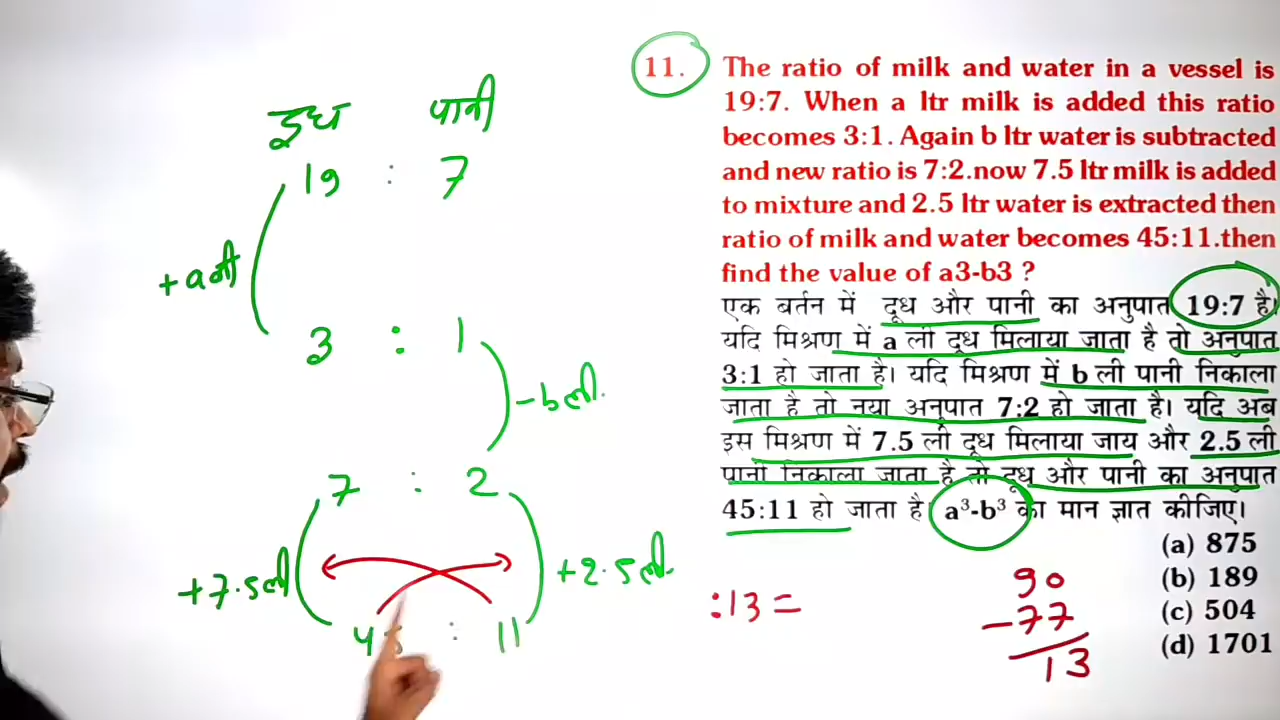 दूध पानी
19 : 7
+a ली
3 : 1
-b ली.
7 : 2
+7.5 ली
+2.5 ली.
45 : 11
:13 =
90
-77
13
11. The ratio of milk and water in a vessel is
19:7. When a ltr milk is added this ratio
becomes 3:1. Again b ltr water is subtracted
and new ratio is 7:2.now 7.5 ltr milk is added
to mixture and 2.5 ltr water is extracted then
ratio of milk and water becomes 45:11.then
find the value of a3-b3 ?
एक बर्तन में दूध और पानी का अनुपात 19:7 है।
यदि मिश्रण में a ली दूध मिलाया जाता है तो अनुपात
3:1 हो जाता है। यदि मिश्रण में b ली पानी निकाला
जाता है तो नया अनुपात 7:2 हो जाता है। यदि अब
इस मिश्रण में 7.5 ली दूध मिलाया जाय और 2.5 ली
पानी निकाला जाता है तो दूध और पानी का अनुपात
45:11 हो जाता है। a³-b³ का मान ज्ञात कीजिए।
(a) 875
(b) 189
(c) 504
(d) 1701